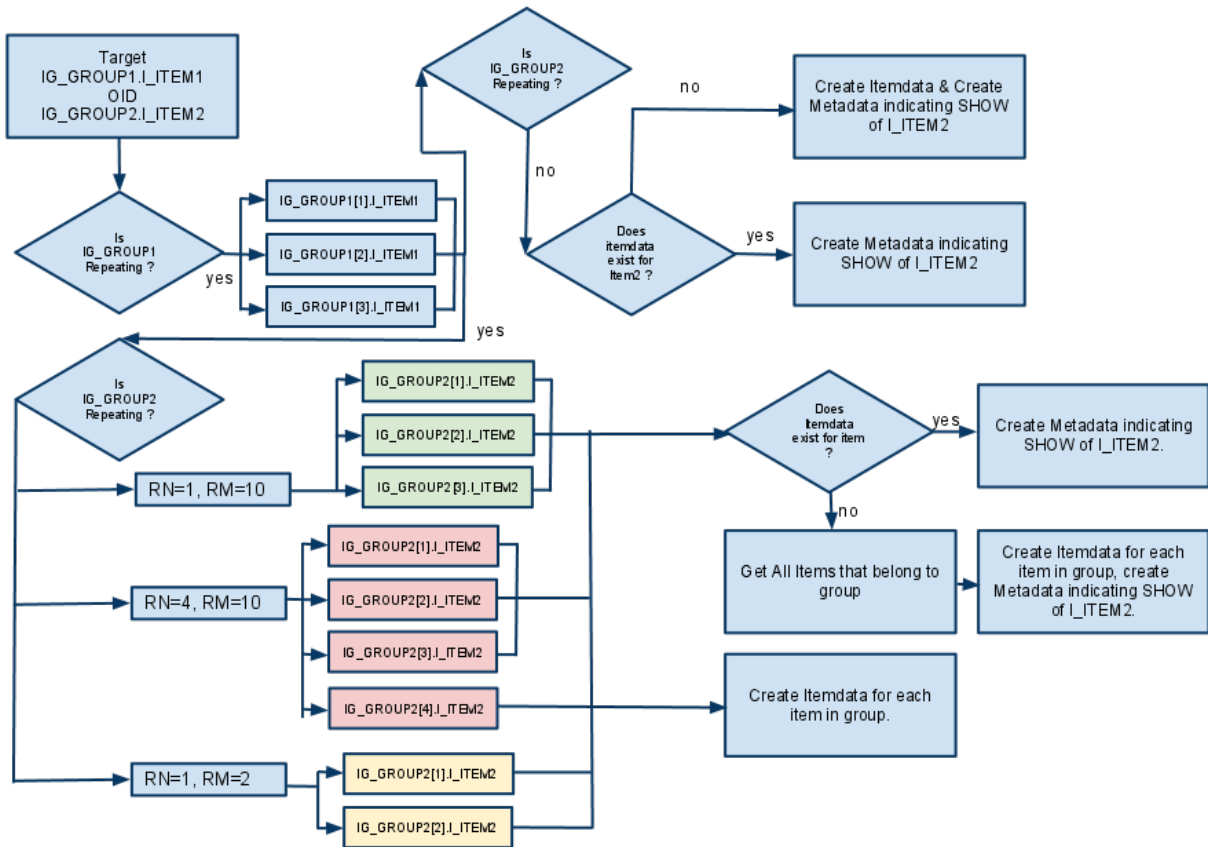 Target
IG_GROUP1.I_ITEM1
OID
IG_GROUP2.I_ITEM2
Is
IG_GROUP1
Repeating ?
yes
IG_GROUP1[1].I_ITEM1
IG_GROUP1[2].I_ITEM1
IG_GROUP1[3].I_ITEM1
Is
IG_GROUP2
Repeating ?
no
Does
itemdata
exist for
Item2 ?
no
Create Itemdata & Create
Metadata indicating SHOW
of I_ITEM2
yes
Create Metadata indicating
SHOW of I_ITEM2
yes
Is
IG_GROUP2
Repeating ?
RN=1, RM=10
IG_GROUP2[1].I_ITEM2
IG_GROUP2[2].I_ITEM2
IG_GROUP2[3].I_ITEM2
RN=4, RM=10
IG_GROUP2[1].I_ITEM2
IG_GROUP2[2].I_ITEM2
IG_GROUP2[3].I_ITEM2
IG_GROUP2[4].I_ITEM2
RN=1, RM=2
IG_GROUP2[1].I_ITEM2
IG_GROUP2[2].I_ITEM2
Does
Itemdata
exist for item
?
yes
Create Metadata indicating
SHOW of I_ITEM2.
no
Get All Items that belong to
group
Create Itemdata for each
item in group, create
Metadata indicating SHOW
of I_ITEM2.
Create Itemdata for each
item in group.